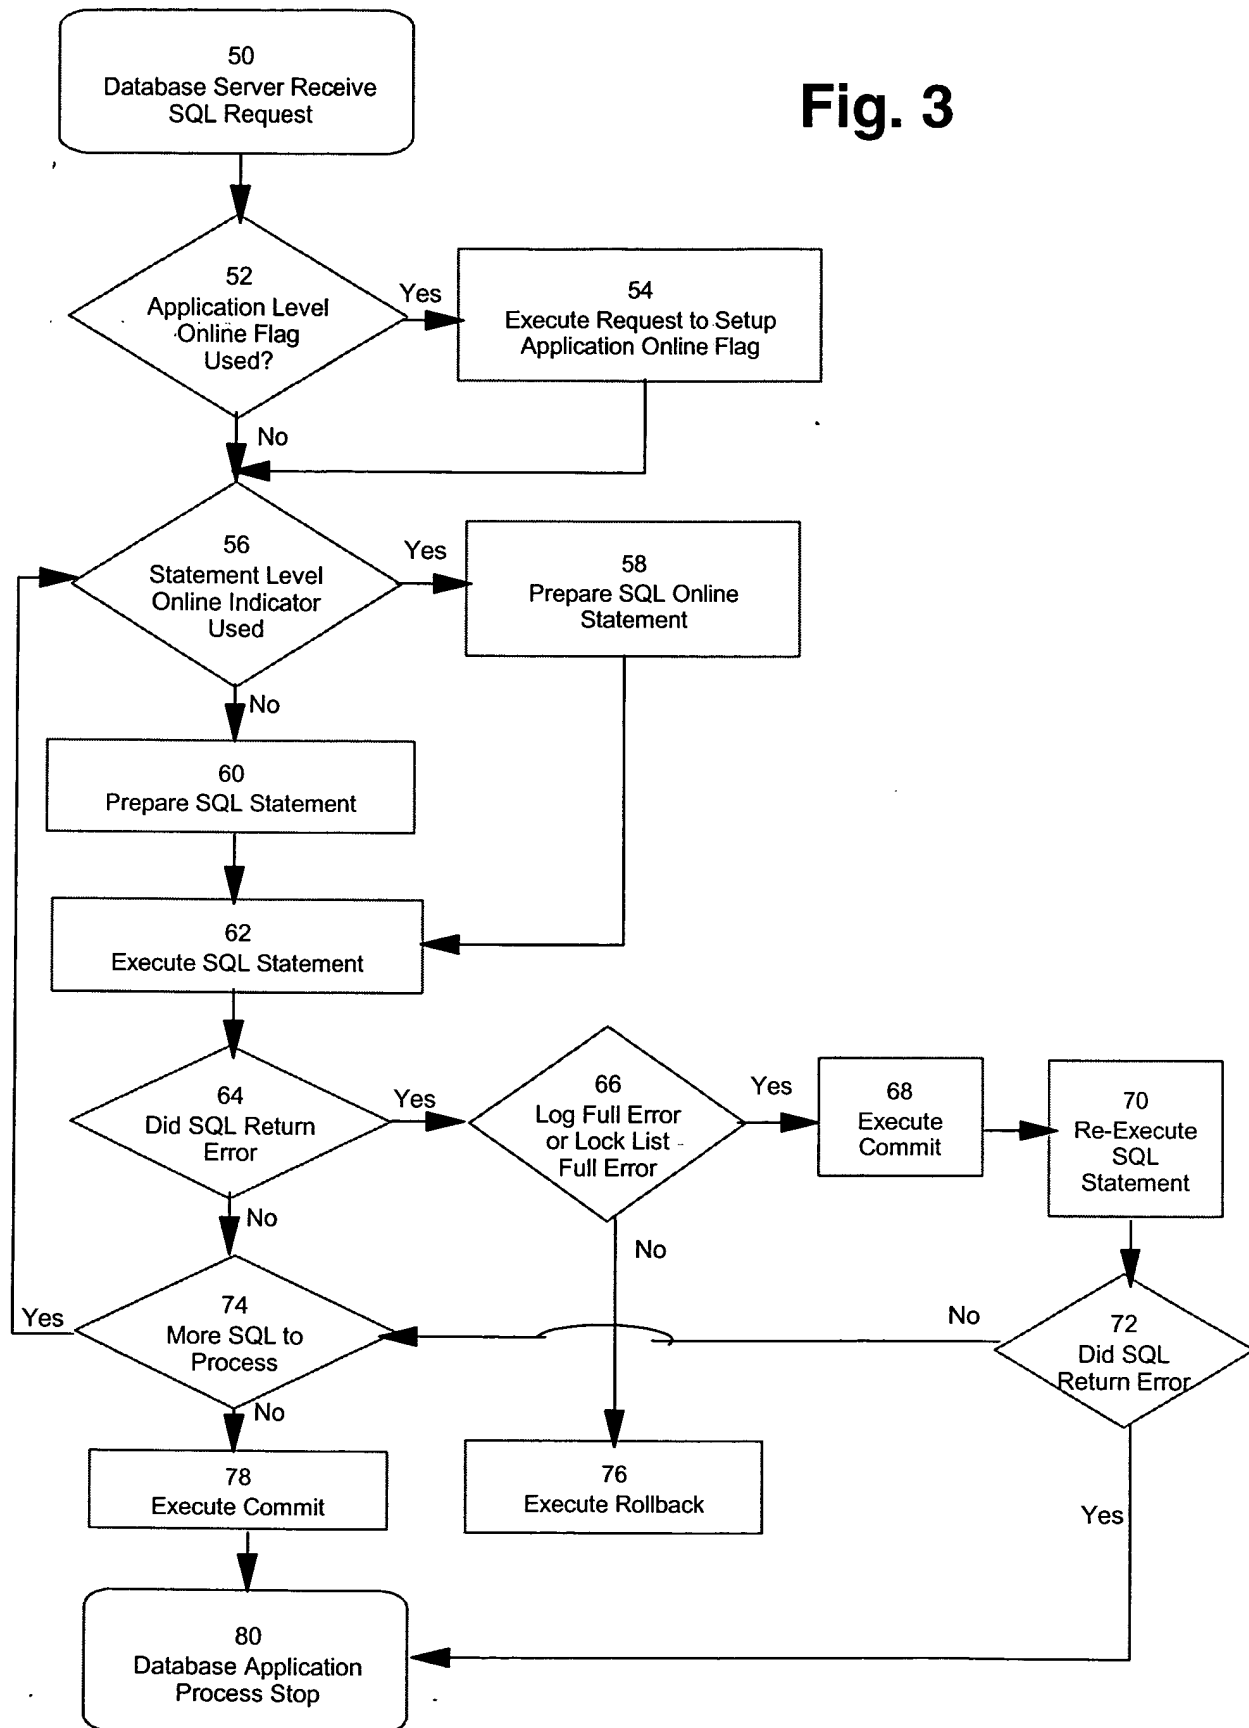 50
Database Server Receive
SQL Request
Fig. 3
52
Application Level
Online Flag
Used?
Yes
54
Execute Request to Setup
Application Online Flag
No
56
Statement Level
Online Indicator
Used
Yes
58
Prepare SQL Online
Statement
No
60
Prepare SQL Statement
62
Execute SQL Statement
64
Did SQL Return
Error
Yes
66
Log Full Error
or Lock List
Full Error
Yes
68
Execute
Commit
70
Re-Execute
SQL
Statement
No
No
Yes
74
More SQL to
Process
No
72
Did SQL
Return Error
No
78
Execute Commit
76
Execute Rollback
Yes
80
Database Application
Process Stop